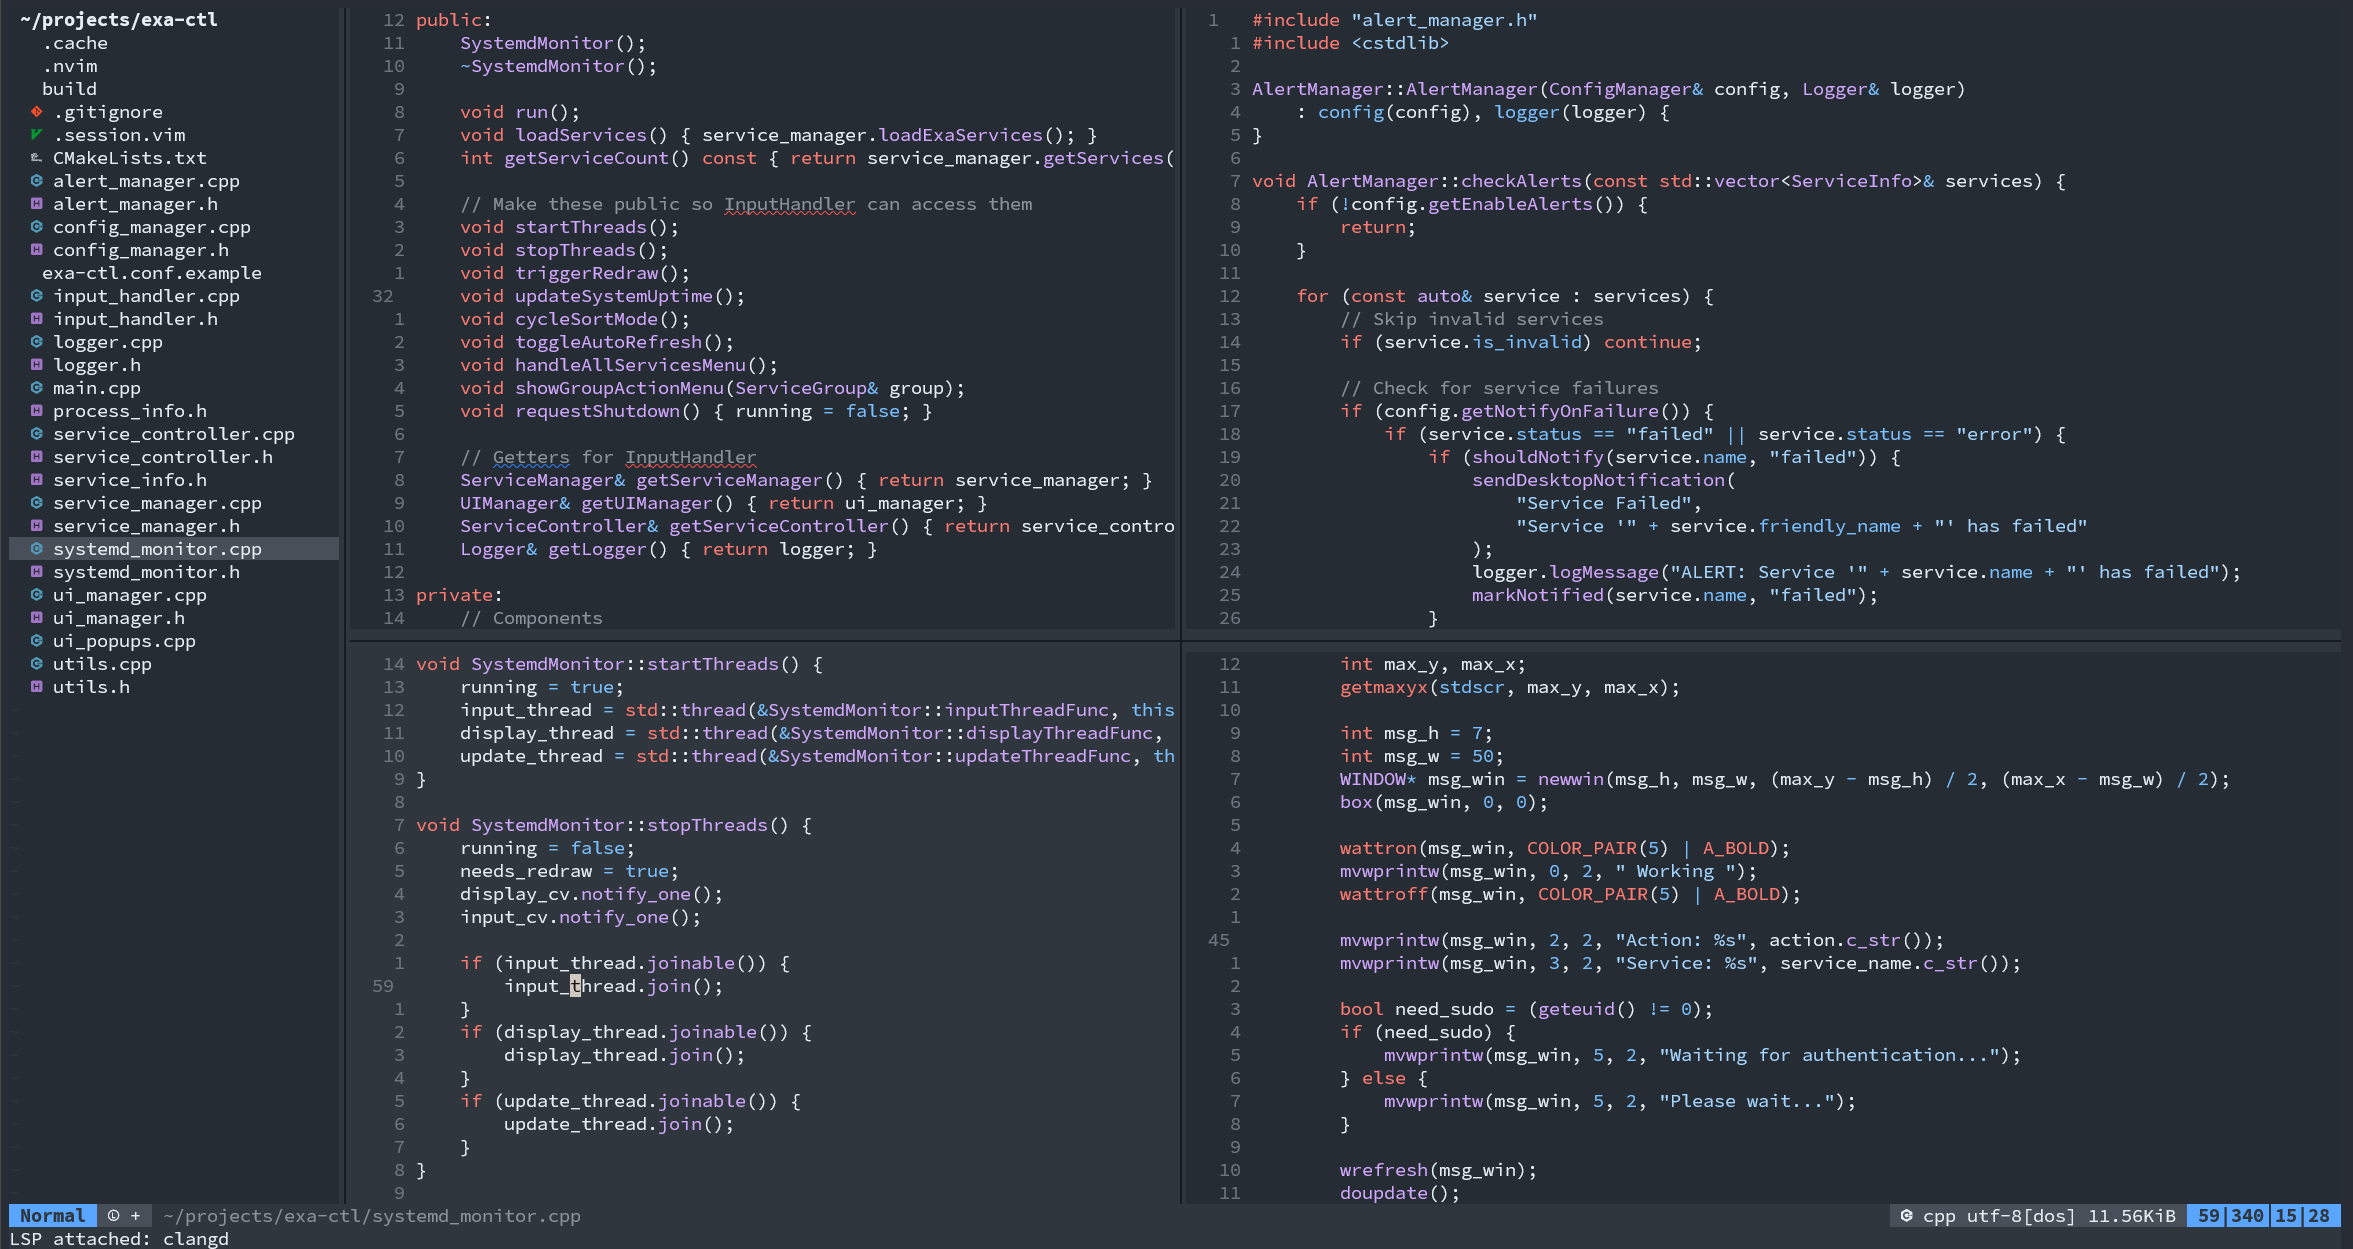 ~/projects/exa-ctl
.cache
.nvim
build
.gitignore
.session.vim
CMakeLists.txt
alert_manager.cpp
alert_manager.h
config_manager.cpp
config_manager.h
exa-ctl.conf.example
input_handler.cpp
input_handler.h
logger.cpp
logger.h
main.cpp
process_info.h
service_controller.cpp
service_controller.h
service_info.h
service_manager.cpp
service_manager.h
systemd_monitor.cpp
systemd_monitor.h
ui_manager.cpp
ui_manager.h
ui_popups.cpp
utils.cpp
utils.h
12 public:
11     SystemdMonitor();
10     ~SystemdMonitor();
9
8     void run();
7     void loadServices() { service_manager.loadExaServices(); }
6     int getServiceCount() const { return service_manager.getServices(
5
4     // Make these public so InputHandler can access them
3     void startThreads();
2     void stopThreads();
1     void triggerRedraw();
32     void updateSystemUptime();
1     void cycleSortMode();
2     void toggleAutoRefresh();
3     void handleAllServicesMenu();
4     void showGroupActionMenu(ServiceGroup& group);
5     void requestShutdown() { running = false; }
6
7     // Getters for InputHandler
8     ServiceManager& getServiceManager() { return service_manager; }
9     UIManager& getUIManager() { return ui_manager; }
10     ServiceController& getServiceController() { return service_contro
11     Logger& getLogger() { return logger; }
12
13 private:
14     // Components
1 #include "alert_manager.h"
1 #include <cstdlib>
2
3 AlertManager::AlertManager(ConfigManager& config, Logger& logger)
4     : config(config), logger(logger) {
5 }
6
7 void AlertManager::checkAlerts(const std::vector<ServiceInfo>& services) {
8     if (!config.getEnableAlerts()) {
9         return;
10     }
11
12     for (const auto& service : services) {
13         // Skip invalid services
14         if (service.is_invalid) continue;
15
16         // Check for service failures
17         if (config.getNotifyOnFailure()) {
18             if (service.status == "failed" || service.status == "error") {
19                 if (shouldNotify(service.name, "failed")) {
20                     sendDesktopNotification(
21                         "Service Failed",
22                         "Service '" + service.friendly_name + "' has failed"
23                     );
24                     logger.logMessage("ALERT: Service '" + service.name + "' has failed");
25                     markNotified(service.name, "failed");
26                 }
14 void SystemdMonitor::startThreads() {
13     running = true;
12     input_thread = std::thread(&SystemdMonitor::inputThreadFunc, this
11     display_thread = std::thread(&SystemdMonitor::displayThreadFunc,
10     update_thread = std::thread(&SystemdMonitor::updateThreadFunc, th
9 }
8
7 void SystemdMonitor::stopThreads() {
6     running = false;
5     needs_redraw = true;
4     display_cv.notify_one();
3     input_cv.notify_one();
2
1     if (input_thread.joinable()) {
59         input_thread.join();
1     }
2     if (display_thread.joinable()) {
3         display_thread.join();
4     }
5     if (update_thread.joinable()) {
6         update_thread.join();
7     }
8 }
9
12         int max_y, max_x;
11         getmaxyx(stdscr, max_y, max_x);
10
9         int msg_h = 7;
8         int msg_w = 50;
7         WINDOW* msg_win = newwin(msg_h, msg_w, (max_y - msg_h) / 2, (max_x - msg_w) / 2);
6         box(msg_win, 0, 0);
5
4         wattron(msg_win, COLOR_PAIR(5) | A_BOLD);
3         mvwprintw(msg_win, 0, 2, " Working ");
2         wattroff(msg_win, COLOR_PAIR(5) | A_BOLD);
1
45         mvwprintw(msg_win, 2, 2, "Action: %s", action.c_str());
1         mvwprintw(msg_win, 3, 2, "Service: %s", service_name.c_str());
2
3         bool need_sudo = (geteuid() != 0);
4         if (need_sudo) {
5             mvwprintw(msg_win, 5, 2, "Waiting for authentication...");
6         } else {
7             mvwprintw(msg_win, 5, 2, "Please wait...");
8         }
9
10         wrefresh(msg_win);
11         doupdate();
Normal + ~/projects/exa-ctl/systemd_monitor.cpp cpp utf-8[dos] 11.56KiB 59|340|15|28
LSP attached: clangd